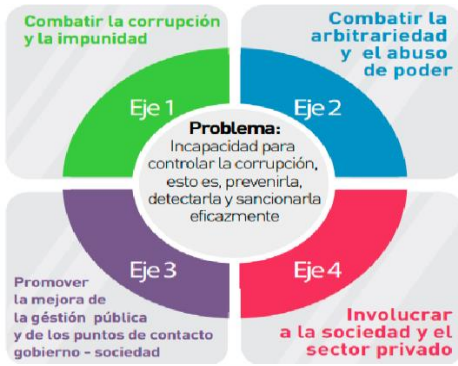 Combatir la corrupción
y la impunidad
Combatir la
arbitrariedad
y el abuso
de poder
Eje 1
Eje 2
Problema:
Incapacidad para
controlar la corrupción,
esto es, prevenirla,
detectarla y sancionarla
eficazmente
Eje 3
Eje 4
Promover
la mejora de
la géstión pública
y de los puntos de contacto
gobierno - sociedad
Involucrar
a la sociedad y el
sector privado